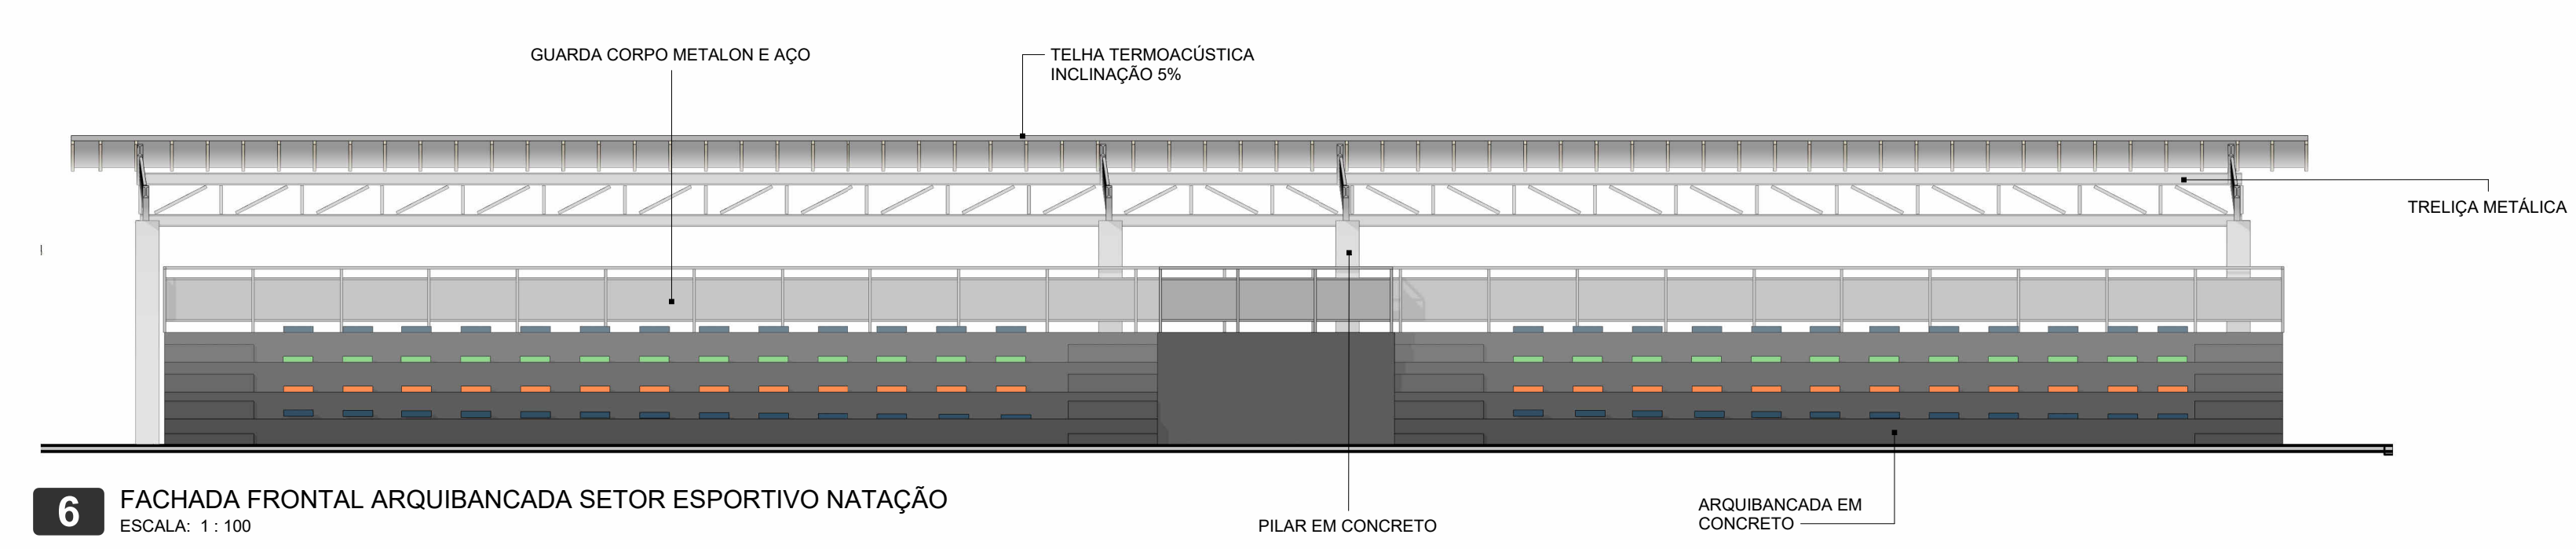 GUARDA CORPO METALON E AÇO
TELHA TERMOACÚSTICA
INCLINAÇÃO 5%
TRELIÇA METÁLICA
6
FACHADA FRONTAL ARQUIBANCADA SETOR ESPORTIVO NATAÇÃO
ESCALA: 1 : 100
PILAR EM CONCRETO
ARQUIBANCADA EM
CONCRETO